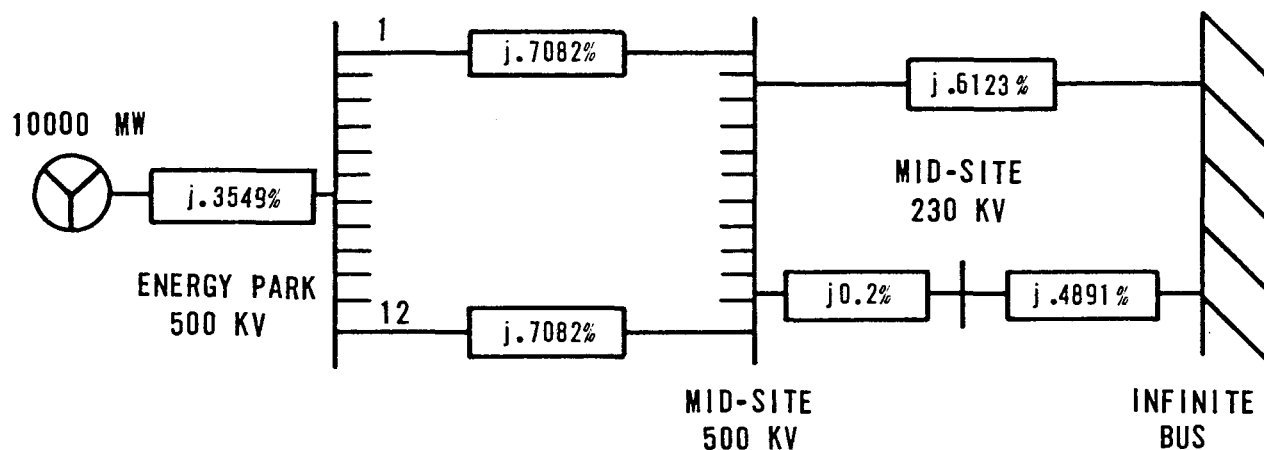 1
j.7082%
j.6123%
10000 MW
j.3549%
MID-SITE
230 KV
ENERGY PARK
500 KV
j0.2%
j.4891%
12
j.7082%
MID-SITE
500 KV
INFINITE
BUS